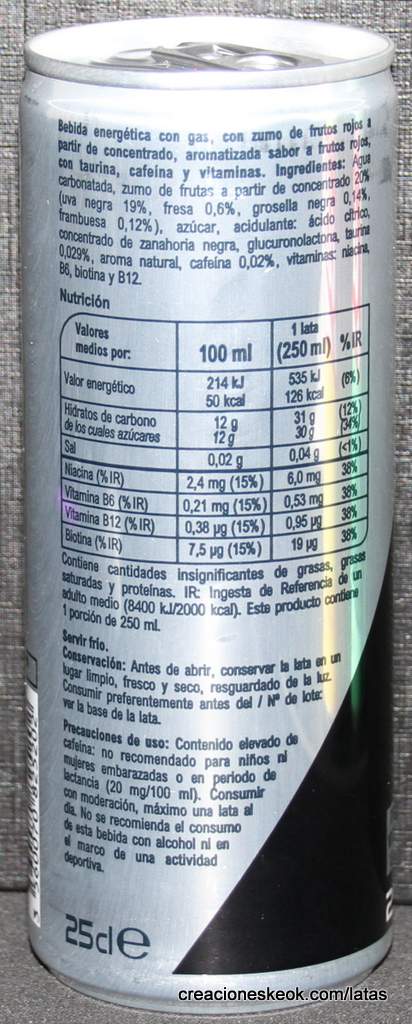 Bebida energética con gas, con zumo de frutos rojos a
partir de concentrado, aromatizada sabor a frutos rojos,
con taurina, cafeína y vitaminas. Ingredientes: Agua
carbonatada, zumo de frutas a partir de concentrado 20%
(uva negra 19%, fresa 0,6%, grosella negra 0,14%,
frambuesa 0,12%), azúcar, acidulante: ácido cítrico,
concentrado de zanahoria negra, glucuronolactona, taurina
0,029%, aroma natural, cafeína 0,02%, vitaminas: niacina,
B6, biotina y B12.
Nutrición
Valores medios por: 100 ml 1 lata (250 ml) %IR
Valor energético 214 kJ 535 kJ
50 kcal 126 kcal (6%)
Hidratos de carbono 12 g 31 g (12%)
de los cuales azúcares 12 g 30 g (34%)
Sal 0,02 g 0,04 g (<1%)
Niacina (%IR) 2,4 mg (15%) 6,0 mg 38%
Vitamina B6 (%IR) 0,21 mg (15%) 0,53 mg 38%
Vitamina B12 (%IR) 0,38 µg (15%) 0,95 µg 38%
Biotina (%IR) 7,5 µg (15%) 19 µg 38%
Contiene cantidades insignificantes de grasas, grasas
saturadas y proteínas. IR: Ingesta de Referencia de un
adulto medio (8400 kJ/2000 kcal). Este producto contiene
1 porción de 250 ml.
Servir frío.
Conservación: Antes de abrir, conservar la lata en un
lugar limpio, fresco y seco, resguardado de la luz.
Consumir preferentemente antes del / Nº de lote:
ver la base de la lata.
Precauciones de uso: Contenido elevado de
cafeína: no recomendado para niños ni
mujeres embarazadas o en periodo de
lactancia (20 mg/100 ml). Consumir
con moderación, máximo una lata al
día. No se recomienda el consumo
de esta bebida con alcohol ni en
el marco de una actividad
deportiva.
25cl e
creacioneskeok.com/latas